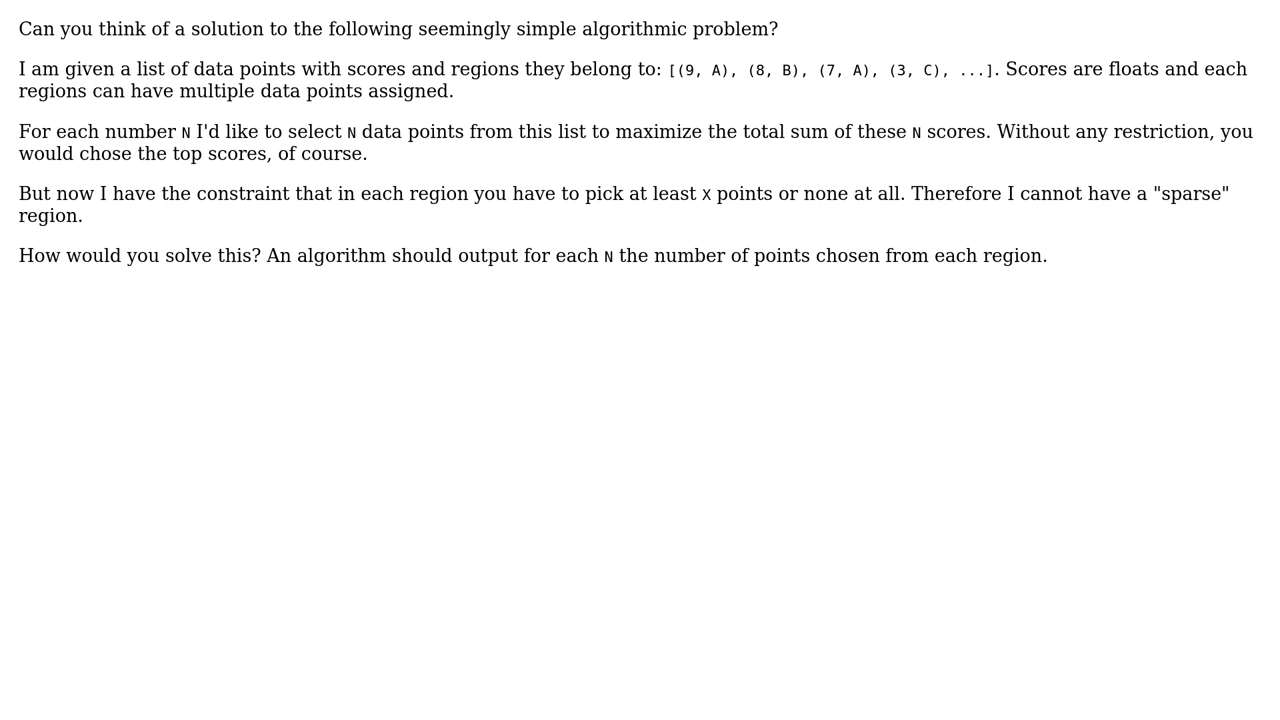 Can you think of a solution to the following seemingly simple algorithmic problem?
I am given a list of data points with scores and regions they belong to: [(9, A), (8, B), (7, A), (3, C), ...]. Scores are floats and each
regions can have multiple data points assigned.
For each number N I'd like to select N data points from this list to maximize the total sum of these N scores. Without any restriction, you
would chose the top scores, of course.
But now I have the constraint that in each region you have to pick at least X points or none at all. Therefore I cannot have a "sparse"
region.
How would you solve this? An algorithm should output for each N the number of points chosen from each region.